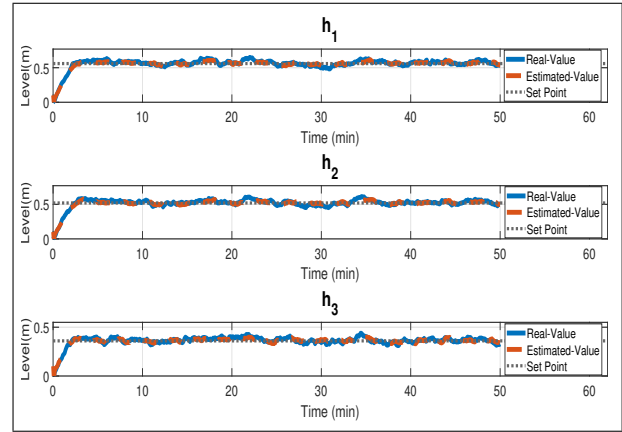 h1
Level(m)
0.5
0
0 10 20 30 40 50 60
Time (min)
Real-Value
Estimated-Value
Set Point
h2
Level(m)
0.5
0
0 10 20 30 40 50 60
Time (min)
Real-Value
Estimated-Value
Set Point
h3
Level(m)
0.5
0
0 10 20 30 40 50 60
Time (min)
Real-Value
Estimated-Value
Set Point